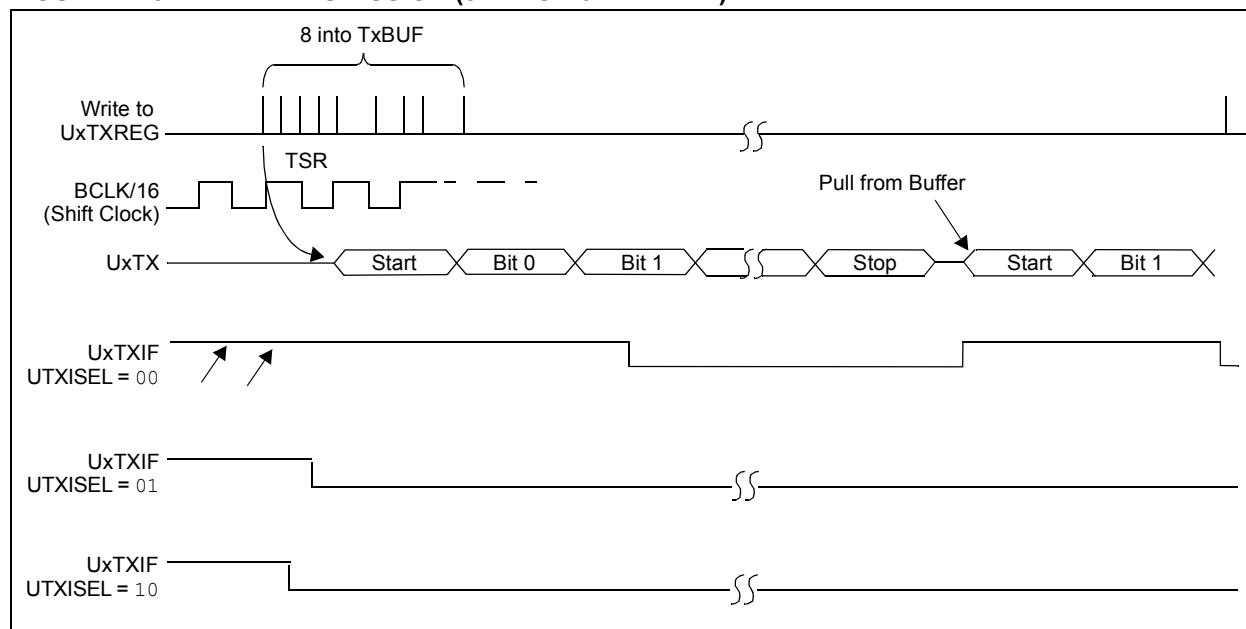 8 into TxBUF
Write to
UxTXREG
TSR
BCLK/16
(Shift Clock)
Pull from Buffer
UxTX
Start
Bit 0
Bit 1
Stop
Start
Bit 1
UxTXIF
UTXISEL = 00
UxTXIF
UTXISEL = 01
UxTXIF
UTXISEL = 10